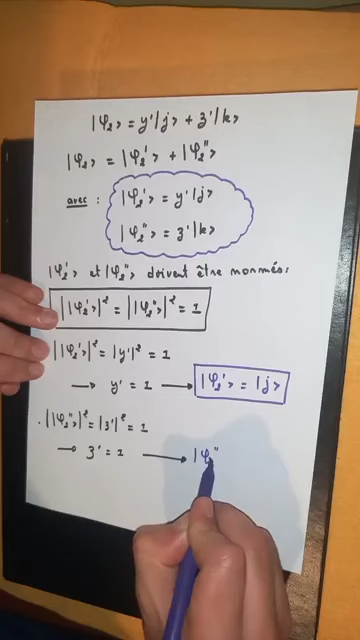 |φ₂> = y'|j> + z'|k>
|φ₂> = |φ₂'> + |φ₂''>
avec : |φ₂'> = y'|j>
|φ₂''> = z'|k>
|φ₂'> et |φ₂''> doivent être normés:
||φ₂'>|² = ||φ₂''>|² = 1
||φ₂'>|² = |y'|² = 1
→ y' = 1 → |φ₂'> = |j>
. ||φ₂''>|² = |z'|² = 1
→ z' = 1 → |φ₂''